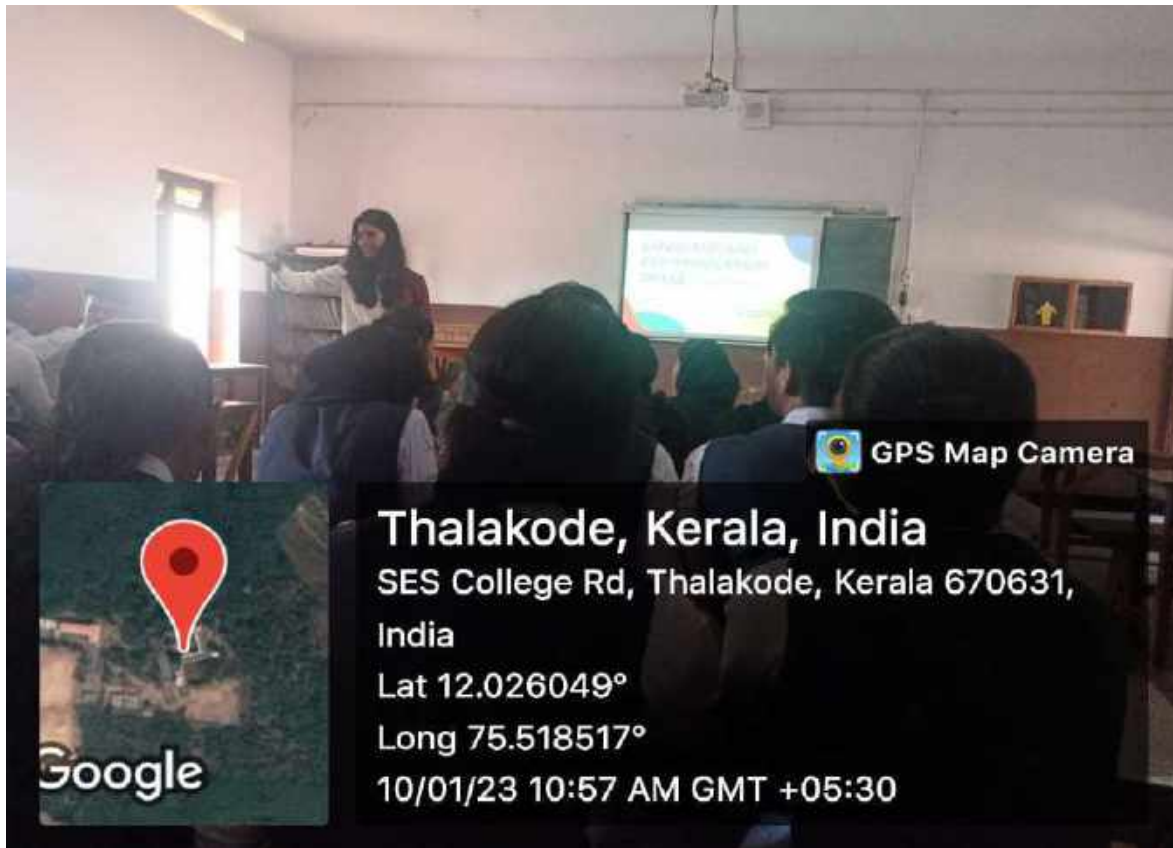 GPS Map Camera
Thalakode, Kerala, India
SES College Rd, Thalakode, Kerala 670631,
India
Lat 12.026049°
Long 75.518517°
10/01/23 10:57 AM GMT +05:30
Google